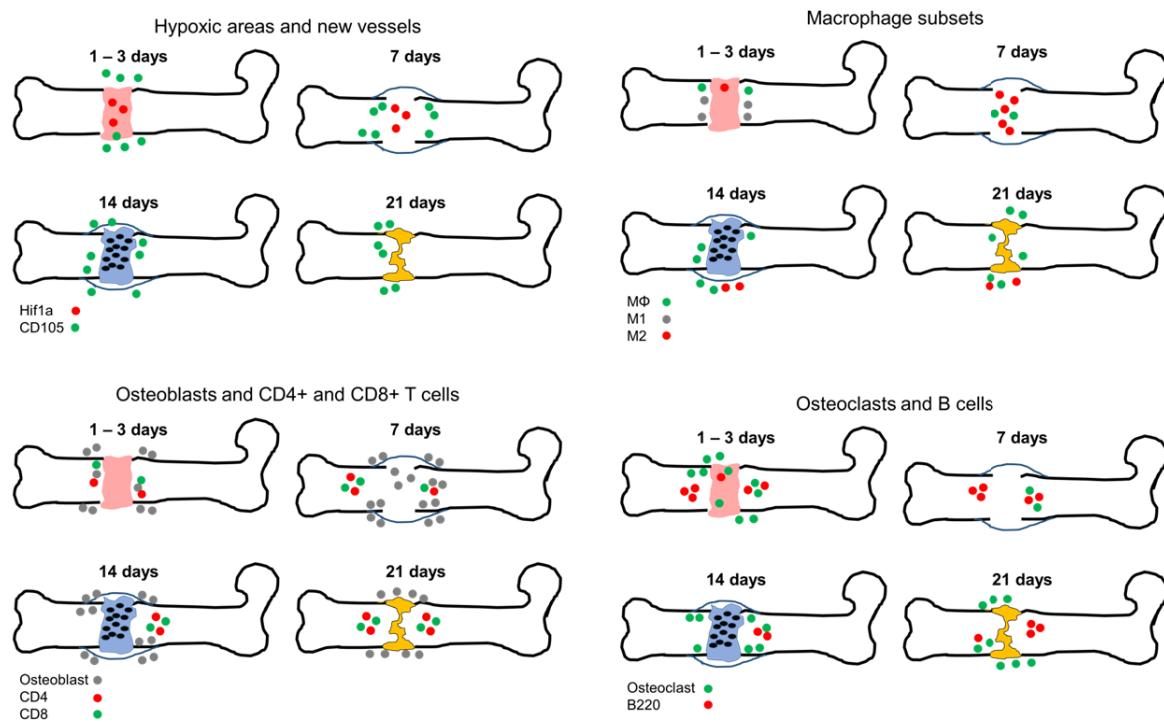 Hypoxic areas and new vessels
1 – 3 days
7 days
14 days
21 days
Hif1a
CD105
Macrophage subsets
1 – 3 days
7 days
14 days
21 days
MΦ
M1
M2
Osteoblasts and CD4+ and CD8+ T cells
1 – 3 days
7 days
14 days
21 days
Osteoblast
CD4
CD8
Osteoclasts and B cells
1 – 3 days
7 days
14 days
21 days
Osteoclast
B220